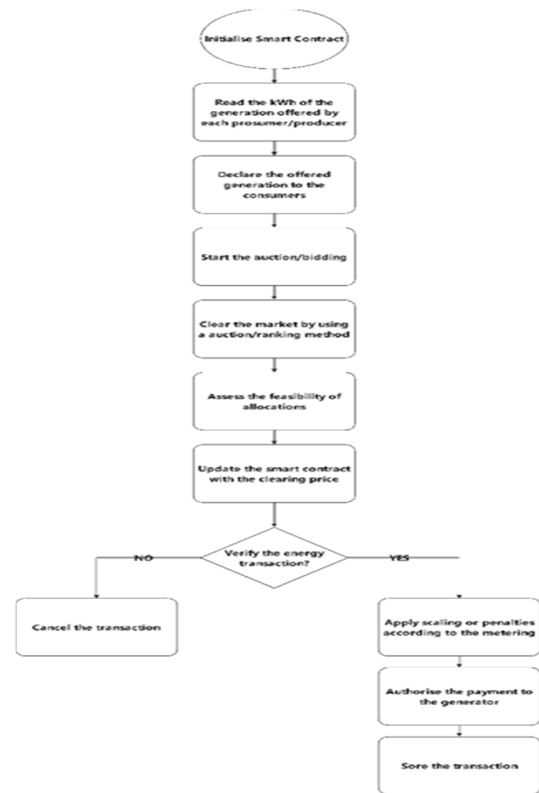 Initialise Smart Contract
Read the kWh of the
generation offered by
each prosumer/producer
Declare the offered
generation to the
consumers
Start the auction/bidding
Clear the market by using
a auction/ranking method
Assess the feasibility of
allocations
Update the smart contract
with the clearing price
Verify the energy
transaction?
NO
YES
Cancel the transaction
Apply scaling or penalties
according to the metering
Authorise the payment to
the generator
Sore the transaction